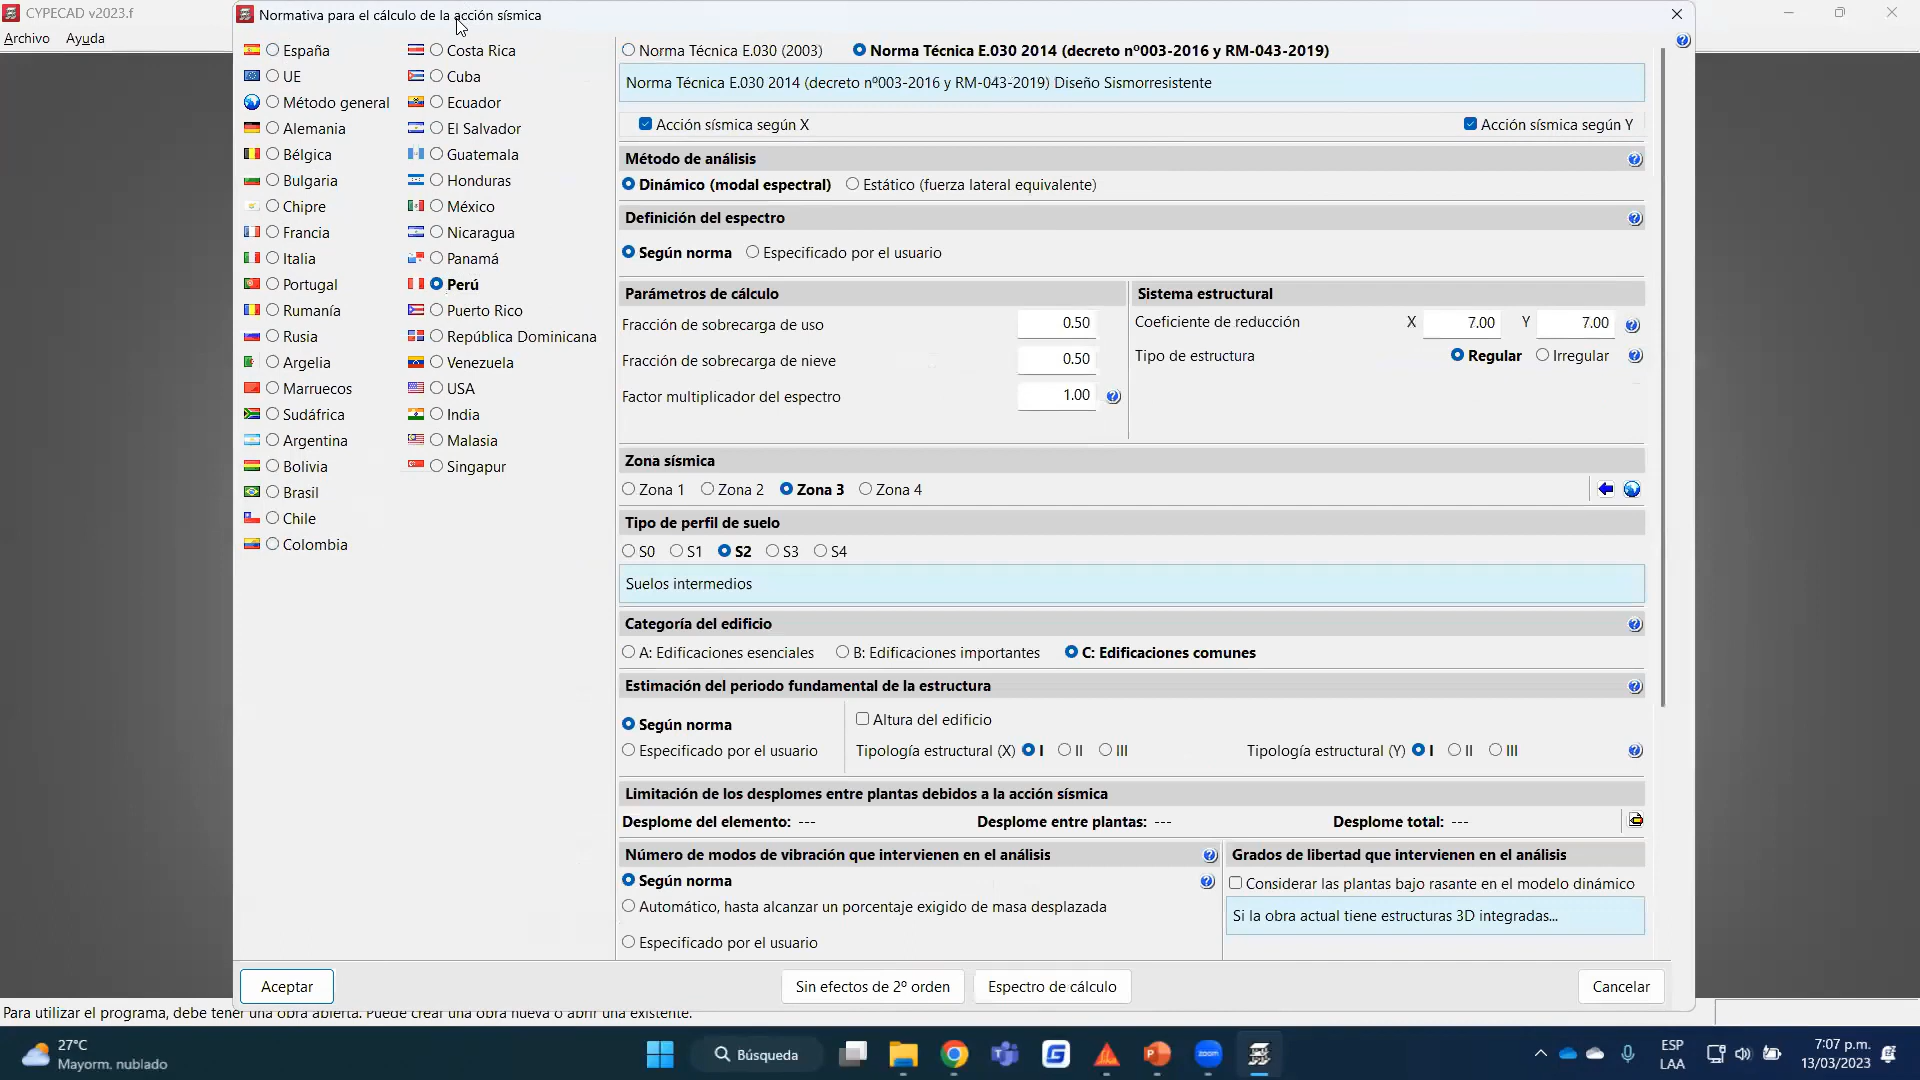 CYPECAD v2023.f
Archivo Ayuda
Normativa para el cálculo de la acción sísmica
España
UE
Método general
Alemania
Bélgica
Bulgaria
Chipre
Francia
Italia
Portugal
Rumanía
Rusia
Argelia
Marruecos
Sudáfrica
Argentina
Bolivia
Brasil
Chile
Colombia
Costa Rica
Cuba
Ecuador
El Salvador
Guatemala
Honduras
México
Nicaragua
Panamá
Perú
Puerto Rico
República Dominicana
Venezuela
USA
India
Malasia
Singapur
Norma Técnica E.030 (2003) Norma Técnica E.030 2014 (decreto nº003-2016 y RM-043-2019)
Norma Técnica E.030 2014 (decreto nº003-2016 y RM-043-2019) Diseño Sismorresistente
Acción sísmica según X Acción sísmica según Y
Método de análisis
Dinámico (modal espectral) Estático (fuerza lateral equivalente)
Definición del espectro
Según norma Especificado por el usuario
Parámetros de cálculo
Fracción de sobrecarga de uso 0.50
Fracción de sobrecarga de nieve 0.50
Factor multiplicador del espectro 1.00
Sistema estructural
Coeficiente de reducción X 7.00 Y 7.00
Tipo de estructura Regular Irregular
Zona sísmica
Zona 1 Zona 2 Zona 3 Zona 4
Tipo de perfil de suelo
S0 S1 S2 S3 S4
Suelos intermedios
Categoría del edificio
A: Edificaciones esenciales B: Edificaciones importantes C: Edificaciones comunes
Estimación del periodo fundamental de la estructura
Según norma
Especificado por el usuario
Altura del edificio
Tipología estructural (X) I II III Tipología estructural (Y) I II III
Limitación de los desplomes entre plantas debidos a la acción sísmica
Desplome del elemento: --- Desplome entre plantas: --- Desplome total: ---
Número de modos de vibración que intervienen en el análisis
Según norma
Automático, hasta alcanzar un porcentaje exigido de masa desplazada
Especificado por el usuario
Grados de libertad que intervienen en el análisis
Considerar las plantas bajo rasante en el modelo dinámico
Si la obra actual tiene estructuras 3D integradas...
Aceptar Sin efectos de 2º orden Espectro de cálculo Cancelar
Para utilizar el programa, debe tener una obra abierta. Puede crear una obra nueva o abrir una existente.
27°C
Mayorm. nublado
Búsqueda
zoom
ESP
LAA
7:07 p.m.
13/03/2023